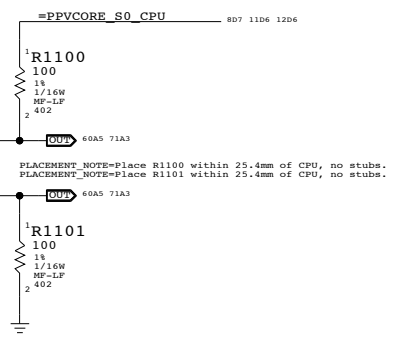 =PPVCORE_S0_CPU
8D7 11D6 12D6
1
R1100
100
1%
1/16W
MF-LF
402
2
OUT
60A5 71A3
PLACEMENT_NOTE=Place R1100 within 25.4mm of CPU, no stubs.
PLACEMENT_NOTE=Place R1101 within 25.4mm of CPU, no stubs.
OUT
60A5 71A3
1
R1101
100
1%
1/16W
MF-LF
402
2